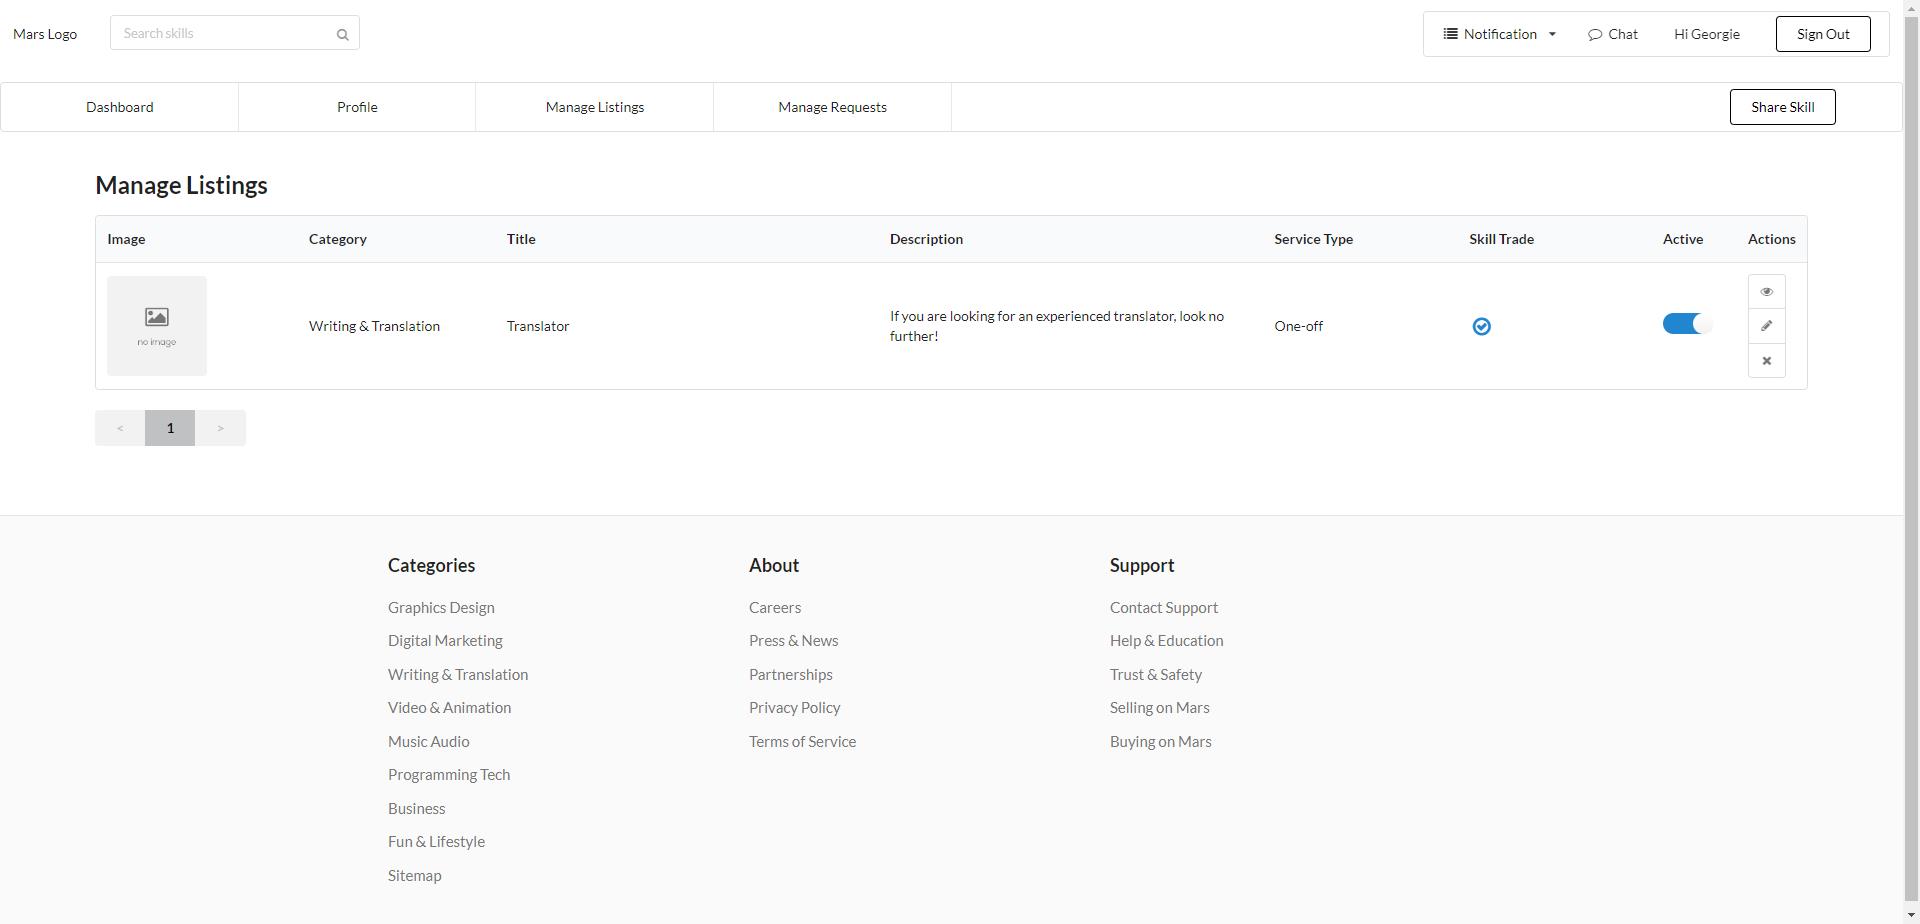 Mars Logo
Search skills
Notification
Chat
Hi Georgie
Sign Out
Dashboard
Profile
Manage Listings
Manage Requests
Share Skill
Manage Listings
Image
Category
Title
Description
Service Type
Skill Trade
Active
Actions
no image
Writing & Translation
Translator
If you are looking for an experienced translator, look no
further!
One-off
<
1
>
Categories
Graphics Design
Digital Marketing
Writing & Translation
Video & Animation
Music Audio
Programming Tech
Business
Fun & Lifestyle
Sitemap
About
Careers
Press & News
Partnerships
Privacy Policy
Terms of Service
Support
Contact Support
Help & Education
Trust & Safety
Selling on Mars
Buying on Mars